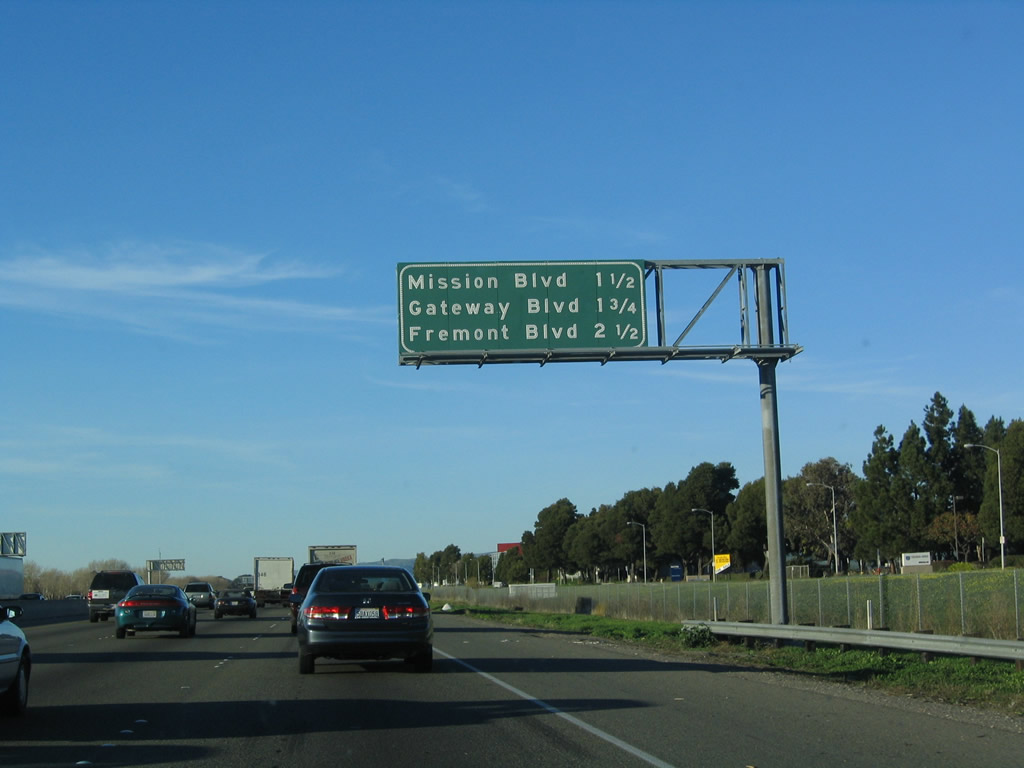 Mission Blvd 1 1/2
Gateway Blvd 1 3/4
Fremont Blvd 2 1/2